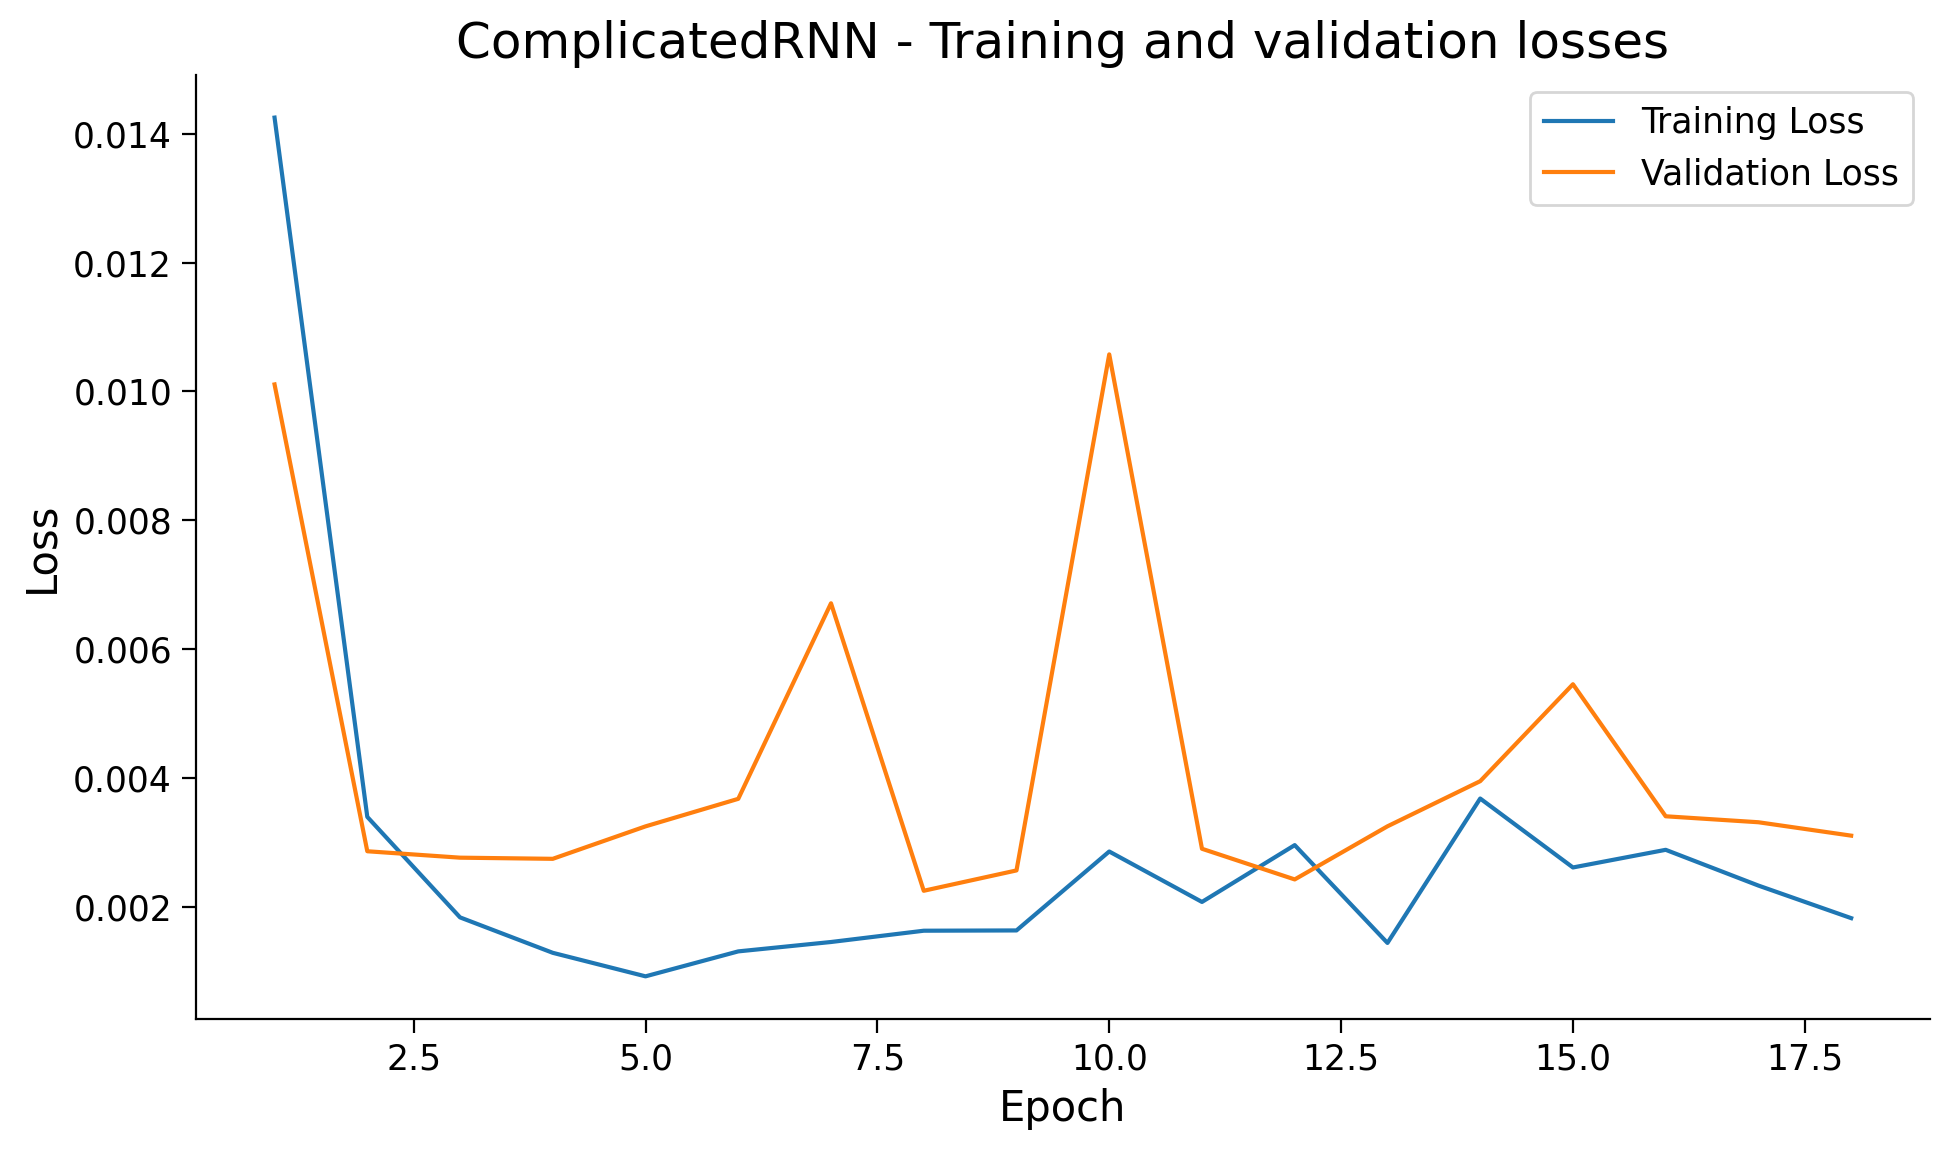 ComplicatedRNN - Training and validation losses
Training Loss
Validation Loss
0.014
0.012
0.010
0.008
0.006
0.004
0.002
Loss
2.5 5.0 7.5 10.0 12.5 15.0 17.5
Epoch